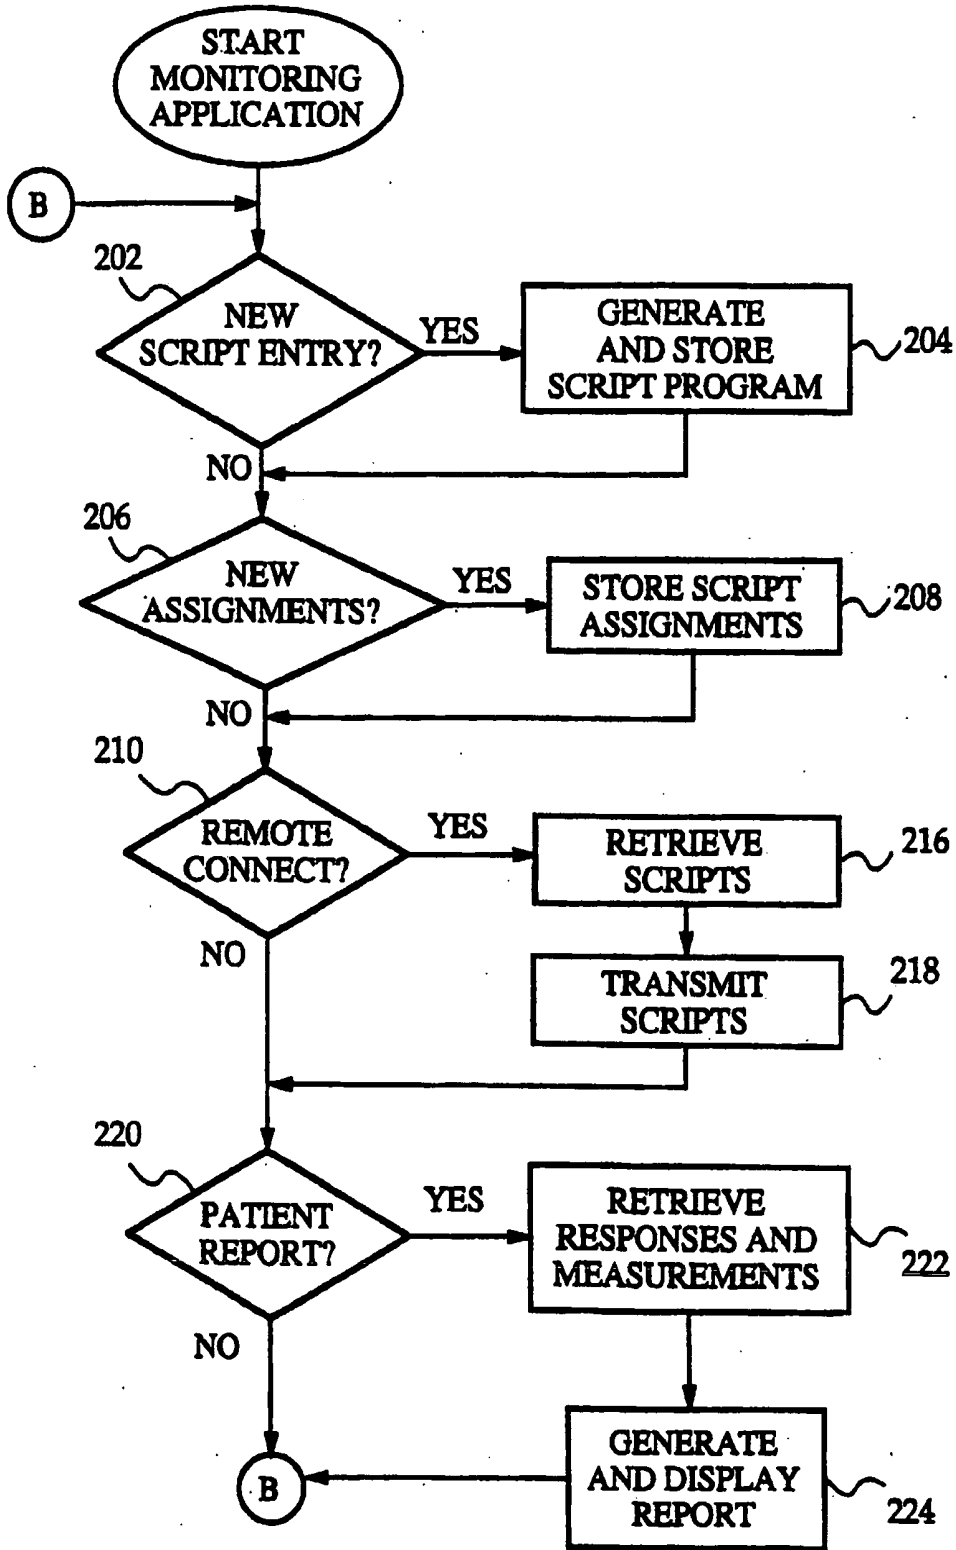 START
MONITORING
APPLICATION
B
202
NEW
SCRIPT ENTRY?
YES
GENERATE
AND STORE
SCRIPT PROGRAM
204
NO
206
NEW
ASSIGNMENTS?
YES
STORE SCRIPT
ASSIGNMENTS
208
NO
210
REMOTE
CONNECT?
YES
RETRIEVE
SCRIPTS
216
NO
TRANSMIT
SCRIPTS
218
220
PATIENT
REPORT?
YES
RETRIEVE
RESPONSES AND
MEASUREMENTS
222
NO
B
GENERATE
AND DISPLAY
REPORT
224